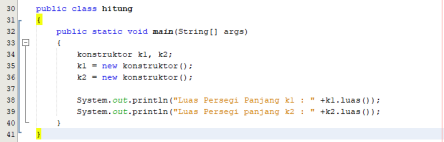 30 public class hitung
31 {
32 public static void main(String[] args)
33 {
34 konstruktor k1, k2;
35 k1 = new konstruktor();
36 k2 = new konstruktor();
37
38 System.out.println("Luas Persegi Panjang k1 : " +k1.luas());
39 System.out.println("Luas Persegi panjang k2 : " +k2.luas());
40 }
41 }